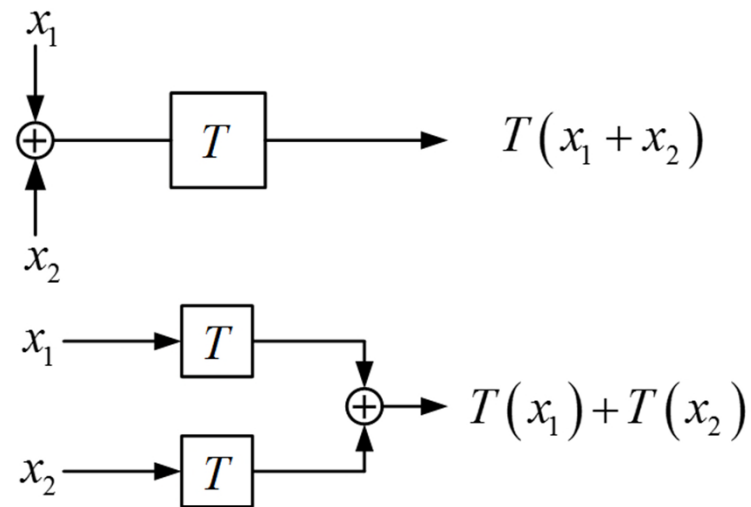 x₁
T T(x₁ + x₂)
x₂
x₁ T
T(x₁)+T(x₂)
x₂ T